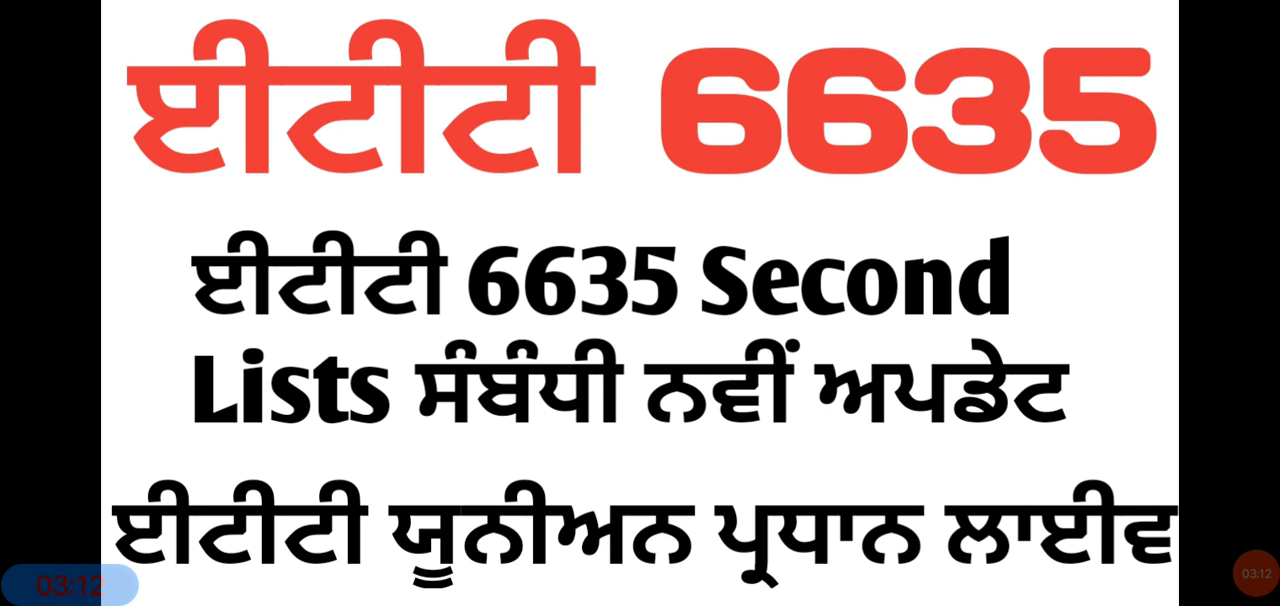 ਈਟੀਟੀ 6635
ਈਟੀਟੀ 6635 Second
Lists ਸੰਬੰਧੀ ਨਵੀਂ ਅਪਡੇਟ
ਈਟੀਟੀ ਯੂਨੀਅਨ ਪ੍ਰਧਾਨ ਲਾਈਵ
03:12
03:12